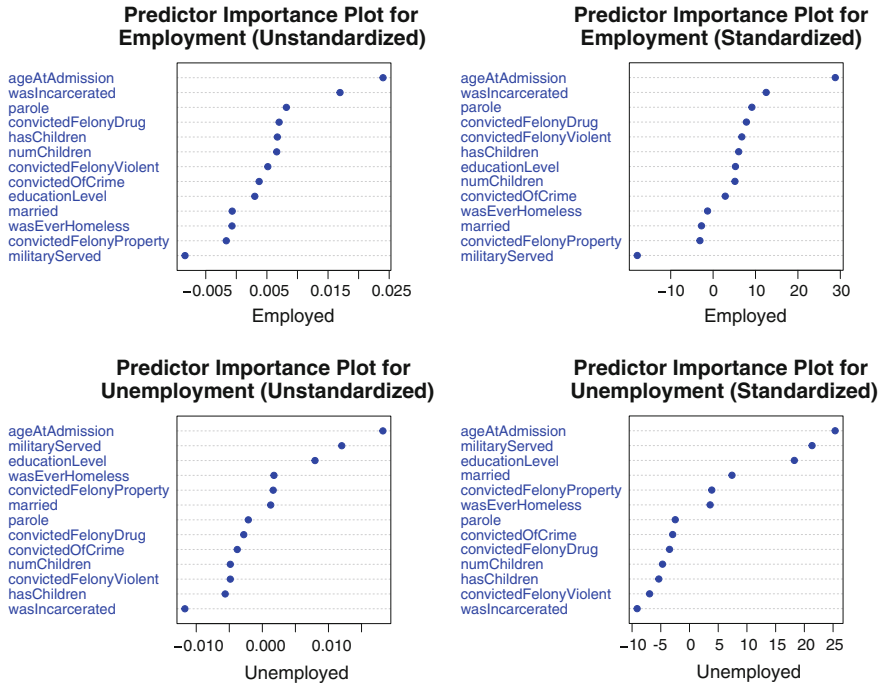 Predictor Importance Plot for
Employment (Unstandardized)
ageAtAdmission
wasIncarcerated
parole
convictedFelonyDrug
hasChildren
numChildren
convictedFelonyViolent
convictedOfCrime
educationLevel
married
wasEverHomeless
convictedFelonyProperty
militaryServed
−0.005 0.005 0.015 0.025
Employed
Predictor Importance Plot for
Employment (Standardized)
ageAtAdmission
wasIncarcerated
parole
convictedFelonyDrug
convictedFelonyViolent
hasChildren
educationLevel
numChildren
convictedOfCrime
wasEverHomeless
married
convictedFelonyProperty
militaryServed
−10 0 10 20 30
Employed
Predictor Importance Plot for
Unemployment (Unstandardized)
ageAtAdmission
militaryServed
educationLevel
wasEverHomeless
convictedFelonyProperty
married
parole
convictedFelonyDrug
convictedOfCrime
numChildren
convictedFelonyViolent
hasChildren
wasIncarcerated
−0.010 0.000 0.010
Unemployed
Predictor Importance Plot for
Unemployment (Standardized)
ageAtAdmission
militaryServed
educationLevel
married
convictedFelonyProperty
wasEverHomeless
parole
convictedOfCrime
convictedFelonyDrug
numChildren
hasChildren
convictedFelonyViolent
wasIncarcerated
−10 -5 0 5 10 15 20 25
Unemployed